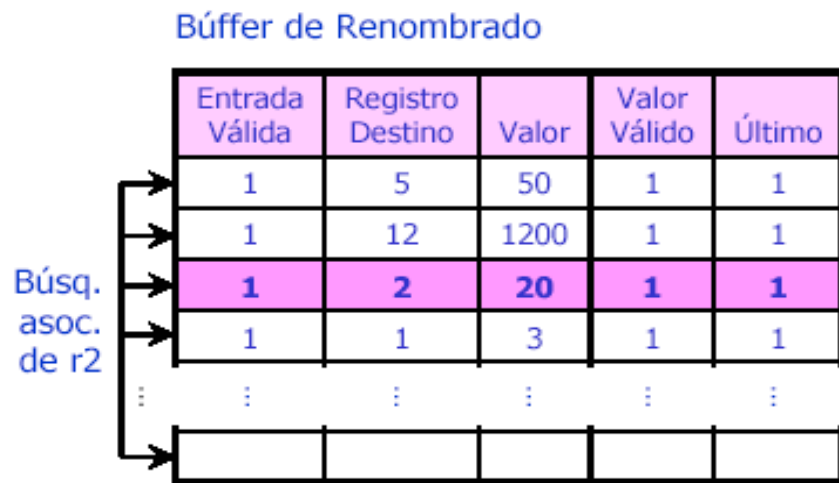 Búffer de Renombrado
Entrada Válida Registro Destino Valor Valor Válido Último
1 5 50 1 1
1 12 1200 1 1
1 2 20 1 1
1 1 3 1 1
⋮ ⋮ ⋮ ⋮ ⋮ ⋮
Búsq.
asoc.
de r2